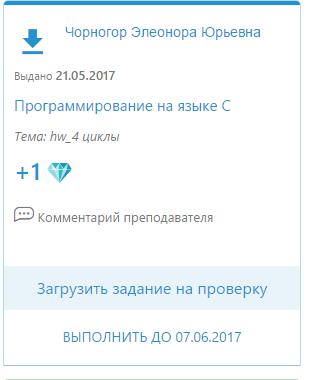 Чорногор Элеонора Юрьевна
Выдано 21.05.2017
Программирование на языке C
Тема: hw_4 циклы
+1
Комментарий преподавателя
Загрузить задание на проверку
ВЫПОЛНИТЬ ДО 07.06.2017